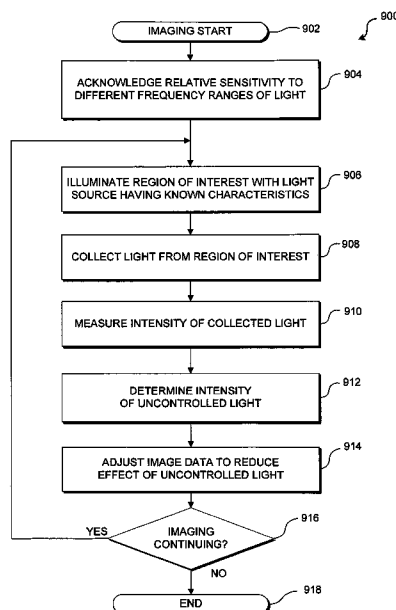 900
IMAGING START
902
ACKNOWLEDGE RELATIVE SENSITIVITY TO
DIFFERENT FREQUENCY RANGES OF LIGHT
904
ILLUMINATE REGION OF INTEREST WITH LIGHT
SOURCE HAVING KNOWN CHARACTERISTICS
906
COLLECT LIGHT FROM REGION OF INTEREST
908
MEASURE INTENSITY OF COLLECTED LIGHT
910
DETERMINE INTENSITY
OF UNCONTROLLED LIGHT
912
ADJUST IMAGE DATA TO REDUCE
EFFECT OF UNCONTROLLED LIGHT
914
YES
IMAGING
CONTINUING?
916
NO
END
918